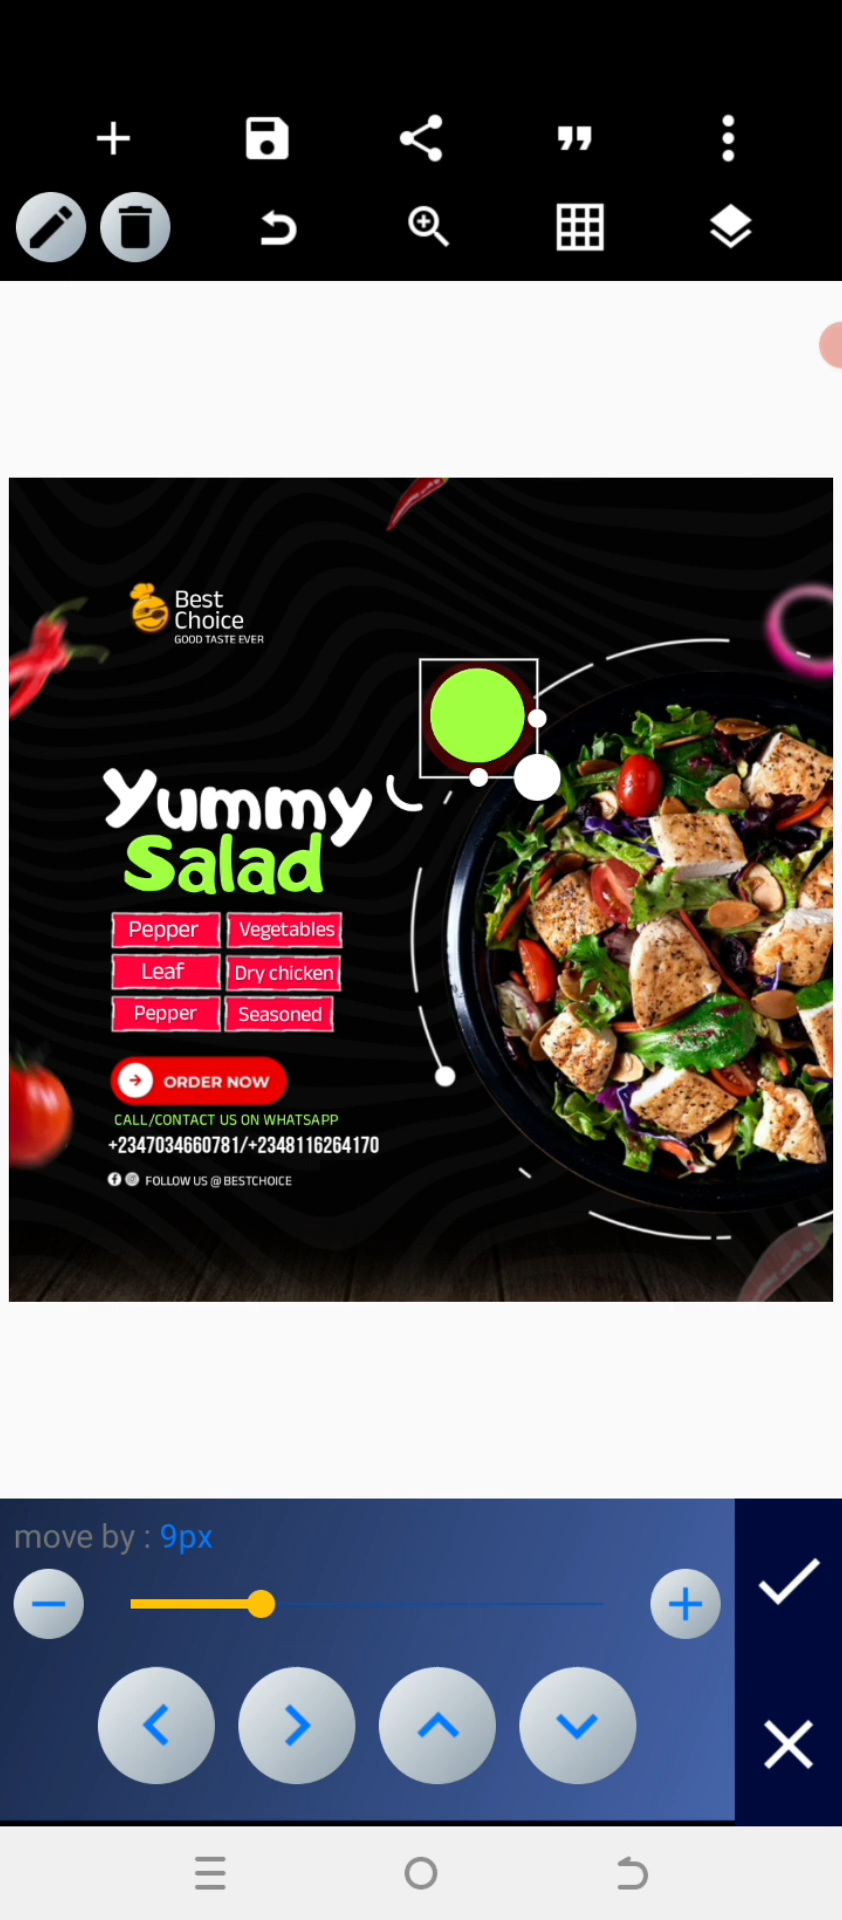 Best
Choice
GOOD TASTE EVER
Yummy
Salad
Pepper
Vegetables
Leaf
Dry chicken
Pepper
Seasoned
ORDER NOW
CALL/CONTACT US ON WHATSAPP
+2347034660781/+2348116264170
FOLLOW US @ BESTCHOICE
move by : 9px